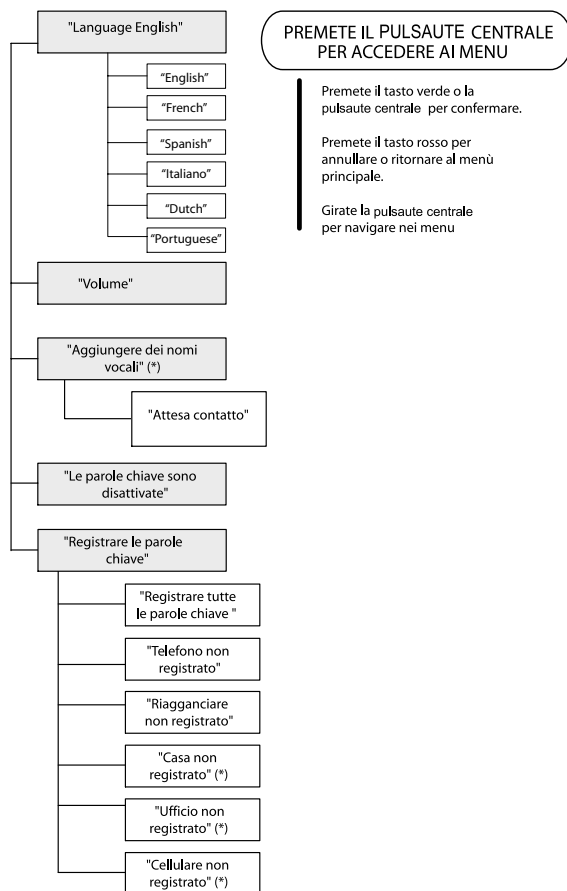 "Language English"
“English”
“French”
“Spanish”
“Italiano”
“Dutch”
“Portuguese”
"Volume"
"Aggiungere dei nomi
vocali" (*)
"Attesa contatto"
"Le parole chiave sono
disattivate"
"Registrare le parole
chiave"
"Registrare tutte
le parole chiave "
"Telefono non
registrato"
"Riagganciare
non registrato"
"Casa non
registrato" (*)
"Ufficio non
registrato" (*)
"Cellulare non
registrato" (*)
PREMETE IL PULSAUTE CENTRALE
PER ACCEDERE AI MENU
Premete il tasto verde o la
pulsaute centrale per confermare.
Premete il tasto rosso per
annullare o ritornare al menù
principale.
Girate la pulsaute centrale
per navigare nei menu